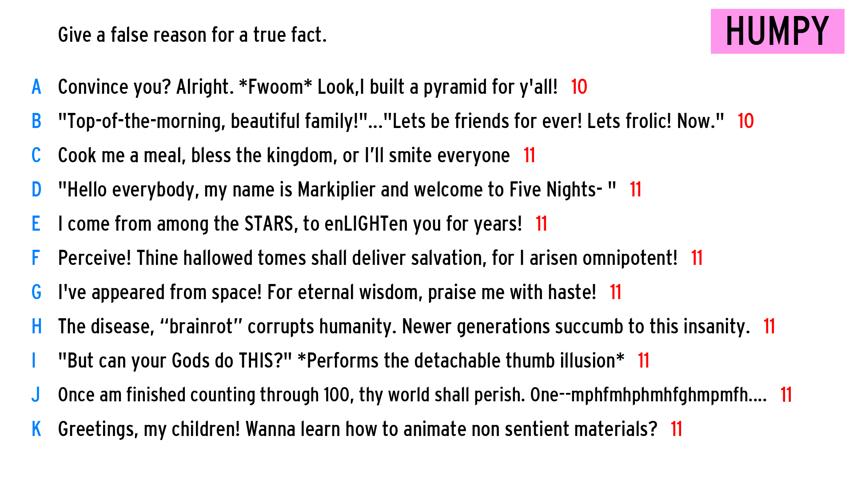 Give a false reason for a true fact.
HUMPY
A Convince you? Alright. *Fwoom* Look,I built a pyramid for y'all! 10
B "Top-of-the-morning, beautiful family!"..."Lets be friends for ever! Lets frolic! Now." 10
C Cook me a meal, bless the kingdom, or I’ll smite everyone 11
D "Hello everybody, my name is Markiplier and welcome to Five Nights- " 11
E I come from among the STARS, to enLIGHTen you for years! 11
F Perceive! Thine hallowed tomes shall deliver salvation, for I arisen omnipotent! 11
G I've appeared from space! For eternal wisdom, praise me with haste! 11
H The disease, “brainrot” corrupts humanity. Newer generations succumb to this insanity. 11
I "But can your Gods do THIS?" *Performs the detachable thumb illusion* 11
J Once am finished counting through 100, thy world shall perish. One--mphfmhphmhfghmpmfh.... 11
K Greetings, my children! Wanna learn how to animate non sentient materials? 11